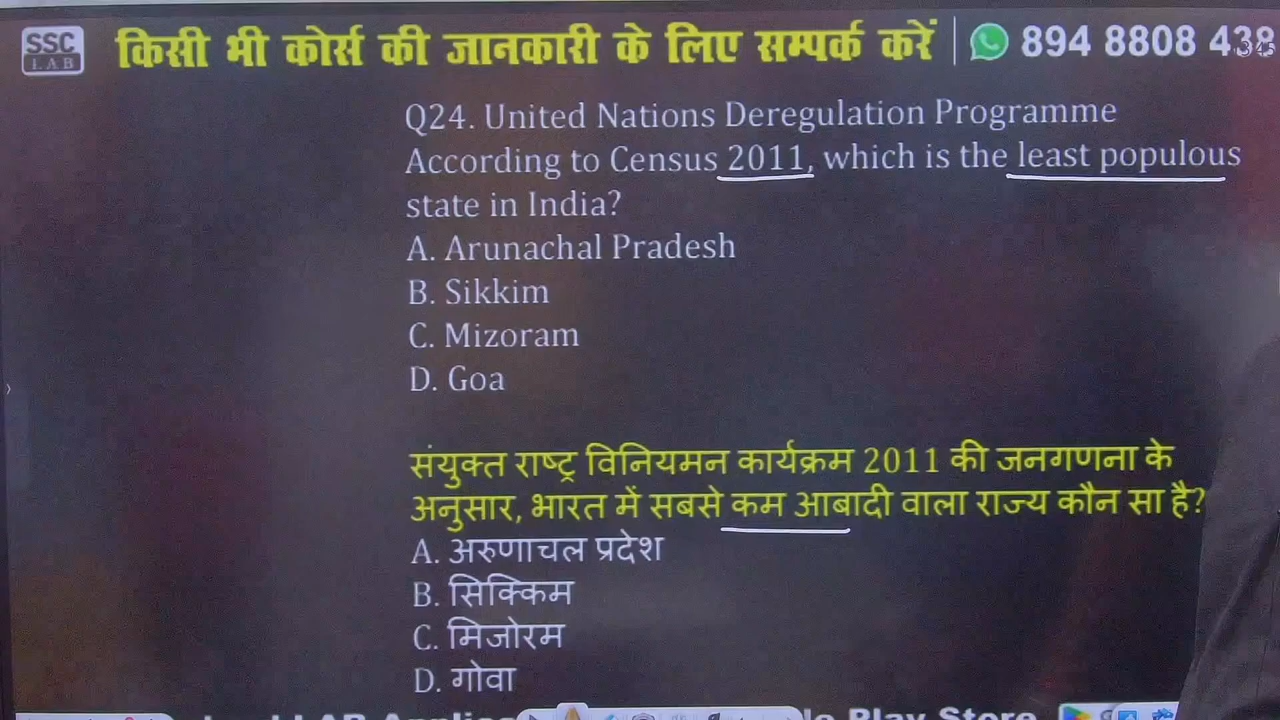 SSC
LAB
किसी भी कोर्स की जानकारी के लिए सम्पर्क करें
894 8808 438
Q24. United Nations Deregulation Programme
According to Census 2011, which is the least populous
state in India?
A. Arunachal Pradesh
B. Sikkim
C. Mizoram
D. Goa
संयुक्त राष्ट्र विनियमन कार्यक्रम 2011 की जनगणना के
अनुसार, भारत में सबसे कम आबादी वाला राज्य कौन सा है?
A. अरुणाचल प्रदेश
B. सिक्किम
C. मिजोरम
D. गोवा
Play Store